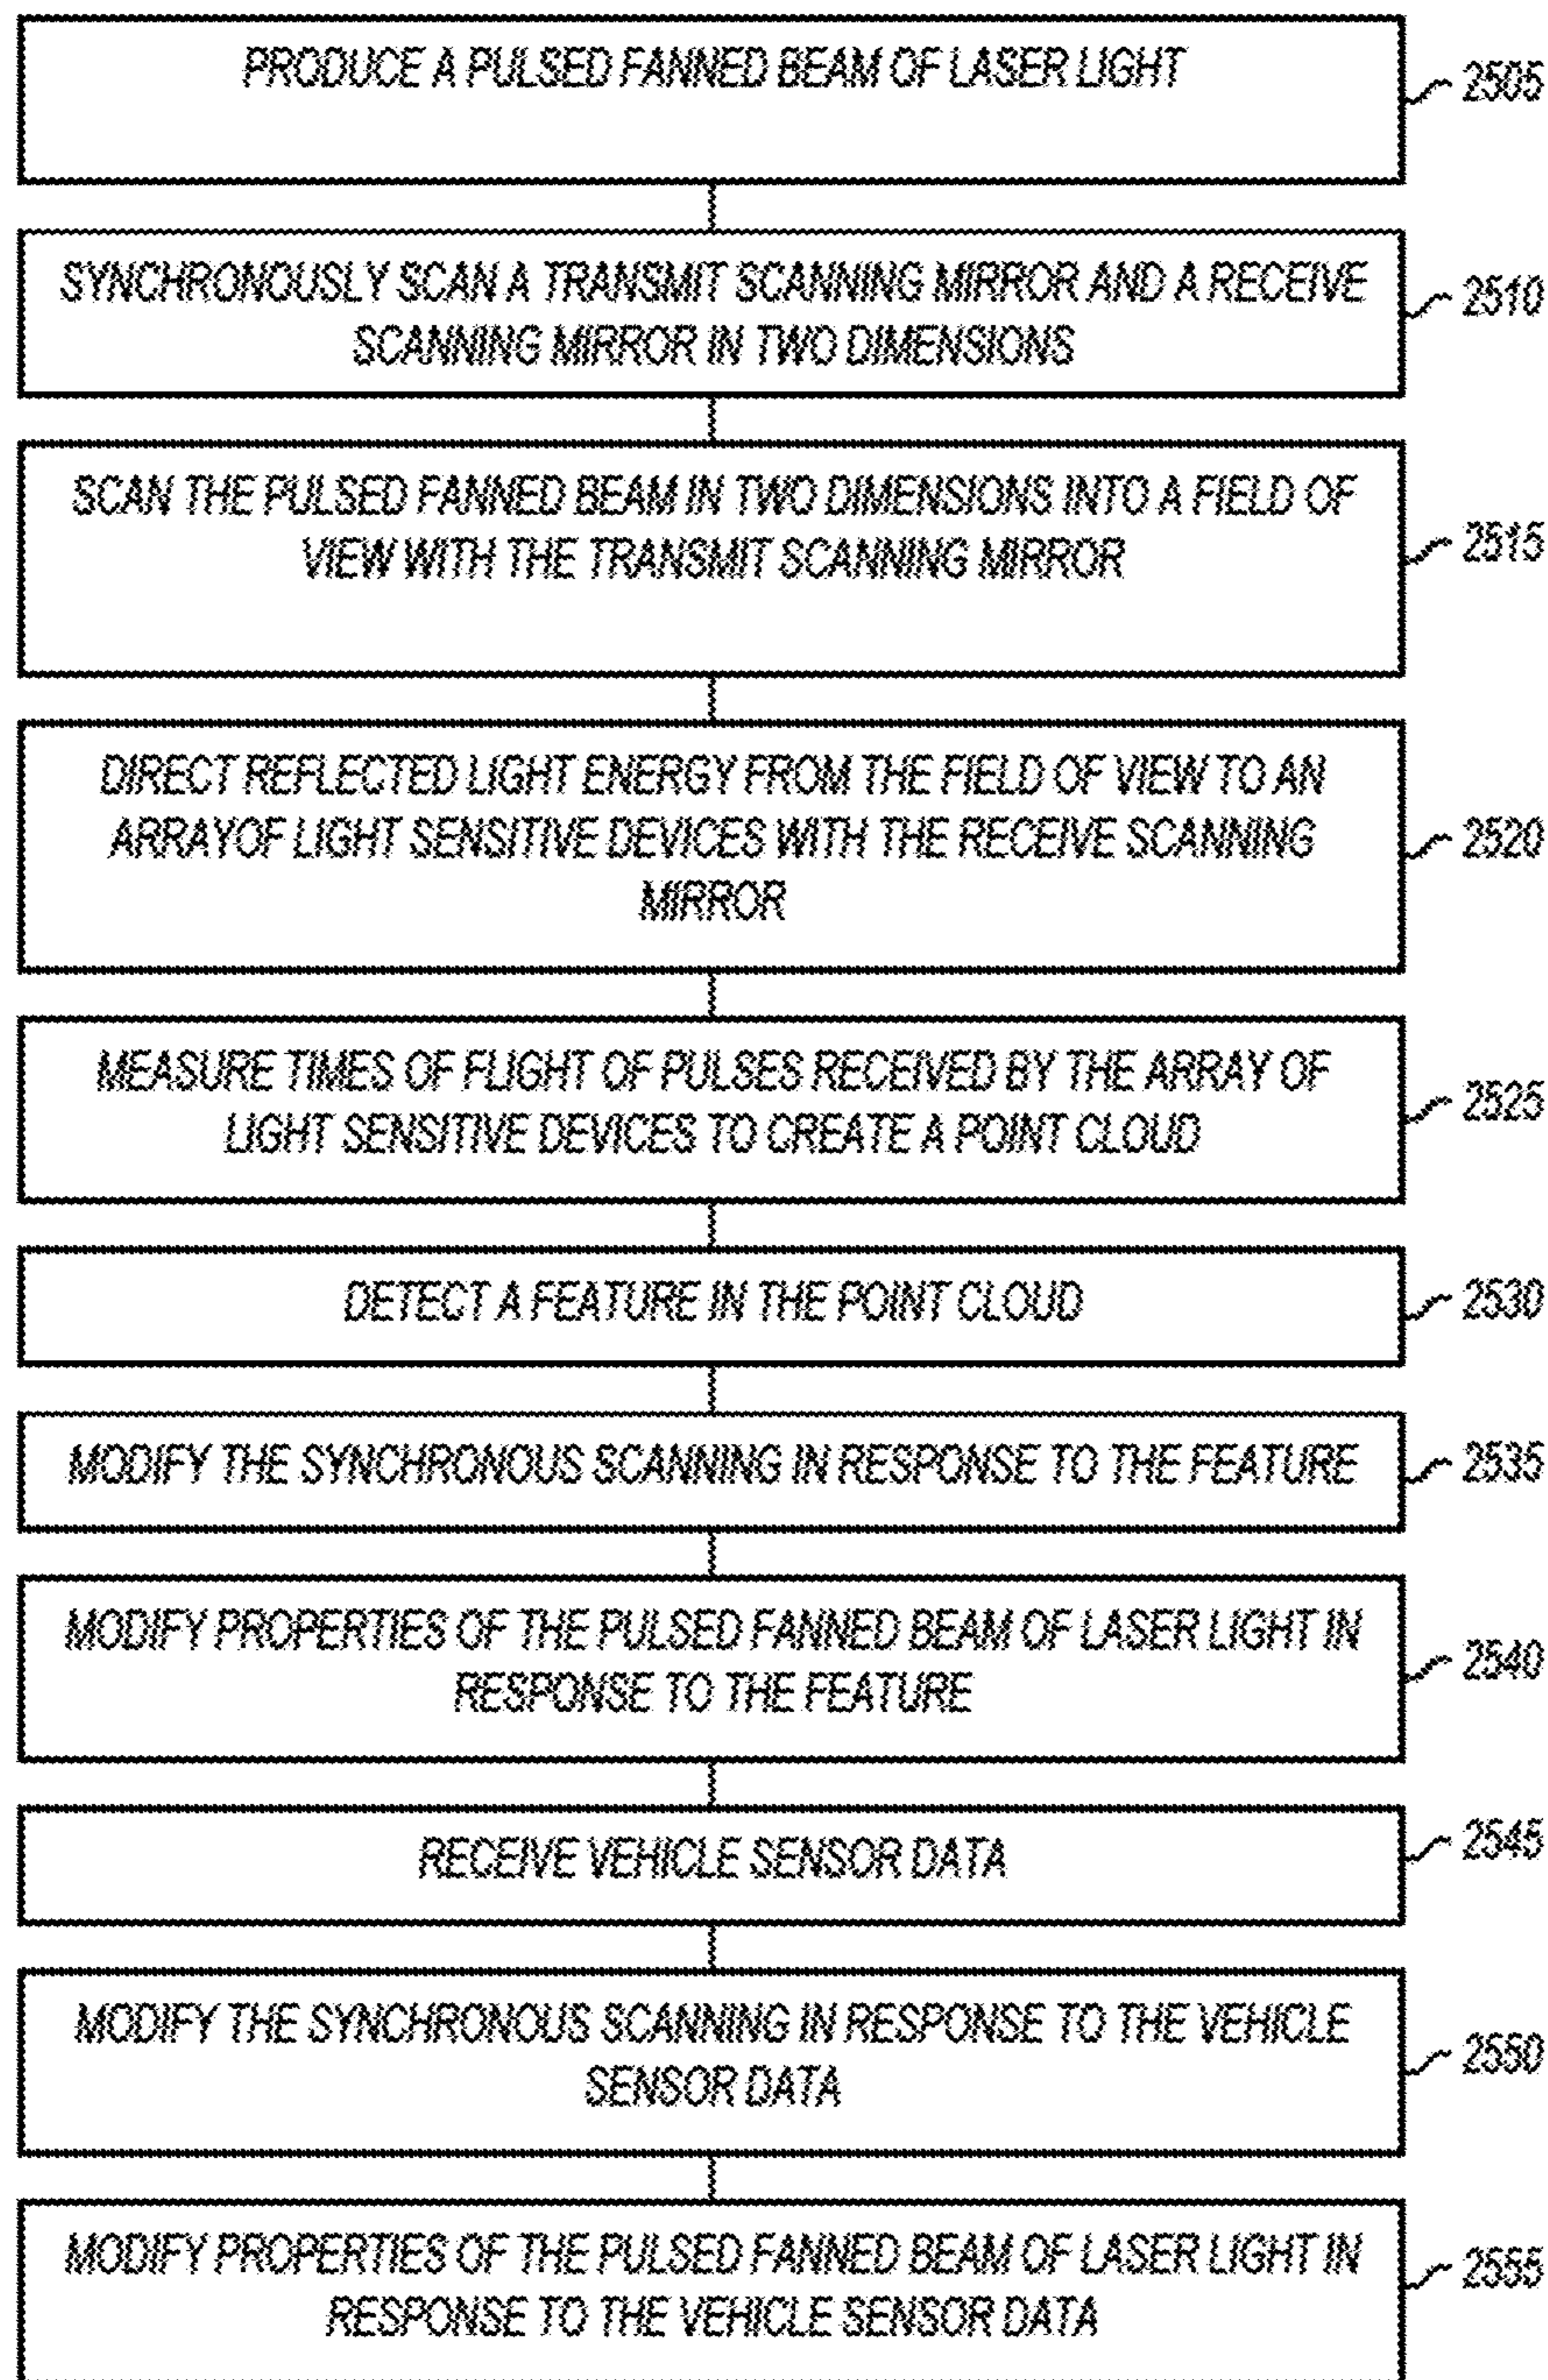 PRODUCE A PULSED FANNED BEAM OF LASER LIGHT
2505
SYNCHRONOUSLY SCAN A TRANSMIT SCANNING MIRROR AND A RECEIVE
SCANNING MIRROR IN TWO DIMENSIONS
2510
SCAN THE PULSED FANNED BEAM IN TWO DIMENSIONS INTO A FIELD OF
VIEW WITH THE TRANSMIT SCANNING MIRROR
2515
DIRECT REFLECTED LIGHT ENERGY FROM THE FIELD OF VIEW TO AN
ARRAYOF LIGHT SENSITIVE DEVICES WITH THE RECEIVE SCANNING
MIRROR
2520
MEASURE TIMES OF FLIGHT OF PULSES RECEIVED BY THE ARRAY OF
LIGHT SENSITIVE DEVICES TO CREATE A POINT CLOUD
2525
DETECT A FEATURE IN THE POINT CLOUD
2530
MODIFY THE SYNCHRONOUS SCANNING IN RESPONSE TO THE FEATURE
2535
MODIFY PROPERTIES OF THE PULSED FANNED BEAM OF LASER LIGHT IN
RESPONSE TO THE FEATURE
2540
RECEIVE VEHICLE SENSOR DATA
2545
MODIFY THE SYNCHRONOUS SCANNING IN RESPONSE TO THE VEHICLE
SENSOR DATA
2550
MODIFY PROPERTIES OF THE PULSED FANNED BEAM OF LASER LIGHT IN
RESPONSE TO THE VEHICLE SENSOR DATA
2555